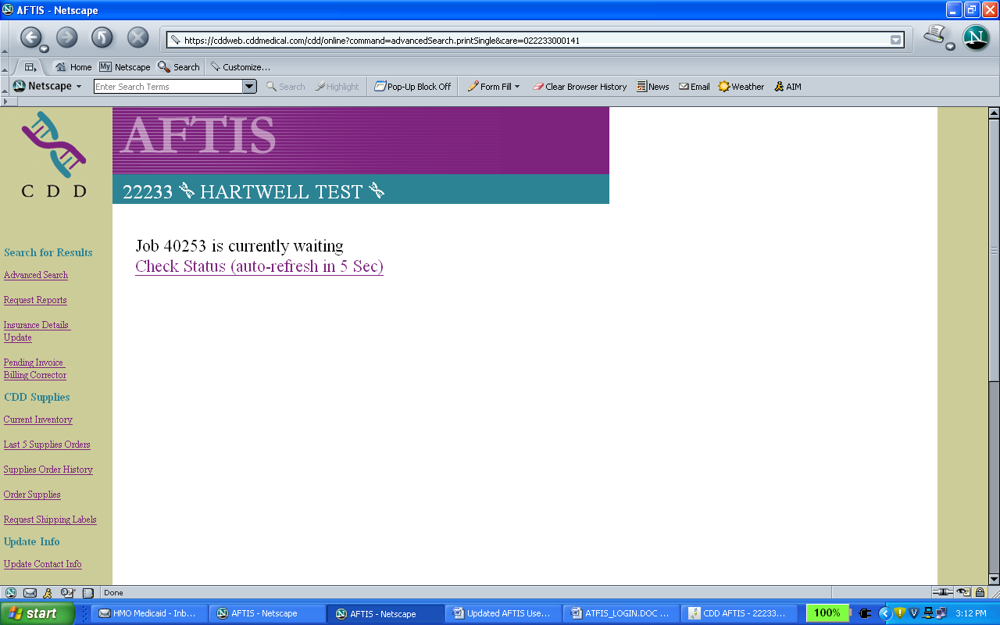 AFTIS - Netscape
https://cddweb.cddmedical.com/cdd/online?command=advancedSearch.printSingle&care=022233000141
N
Home My Netscape Search Customize...
Netscape Enter Search Terms Search Highlight Pop-Up Block Off Form Fill Clear Browser History News Email Weather AIM
CDD
AFTIS
22233 HARTWELL TEST
Job 40253 is currently waiting
Check Status (auto-refresh in 5 Sec)
Search for Results
Advanced Search
Request Reports
Insurance Details
Update
Pending Invoice
Billing Corrector
CDD Supplies
Current Inventory
Last 5 Supplies Orders
Supplies Order History
Order Supplies
Request Shipping Labels
Update Info
Update Contact Info
Done
start HMO Medicaid - Inb... AFTIS - Netscape AFTIS - Netscape Updated AFTIS Use... ATFIS_LOGIN.DOC ... CDD AFTIS - 22233... 100% 3:12 PM